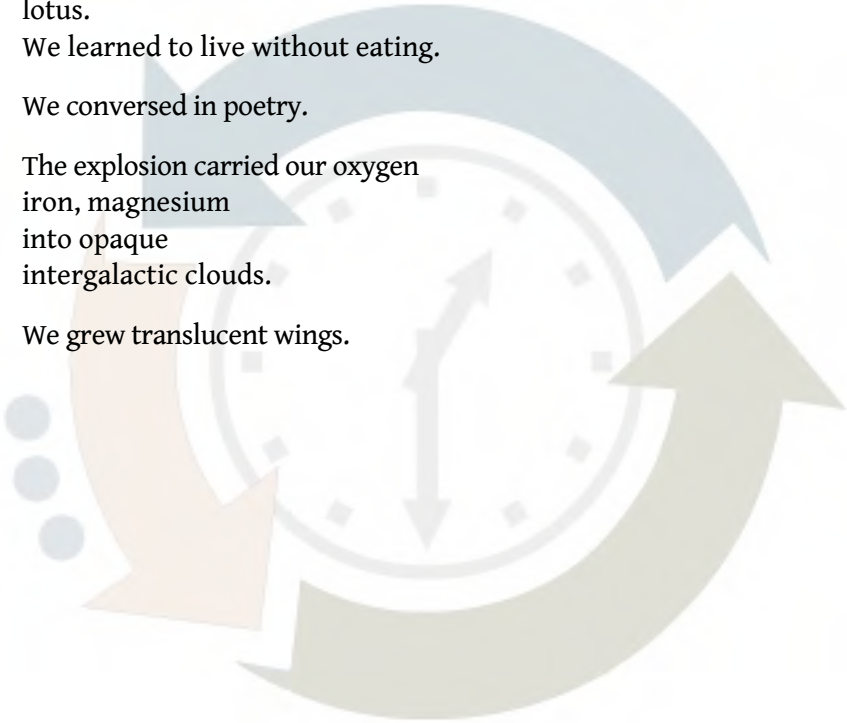 lotus.
We learned to live without eating.
We conversed in poetry.
The explosion carried our oxygen
iron, magnesium
into opaque
intergalactic clouds.
We grew translucent wings.